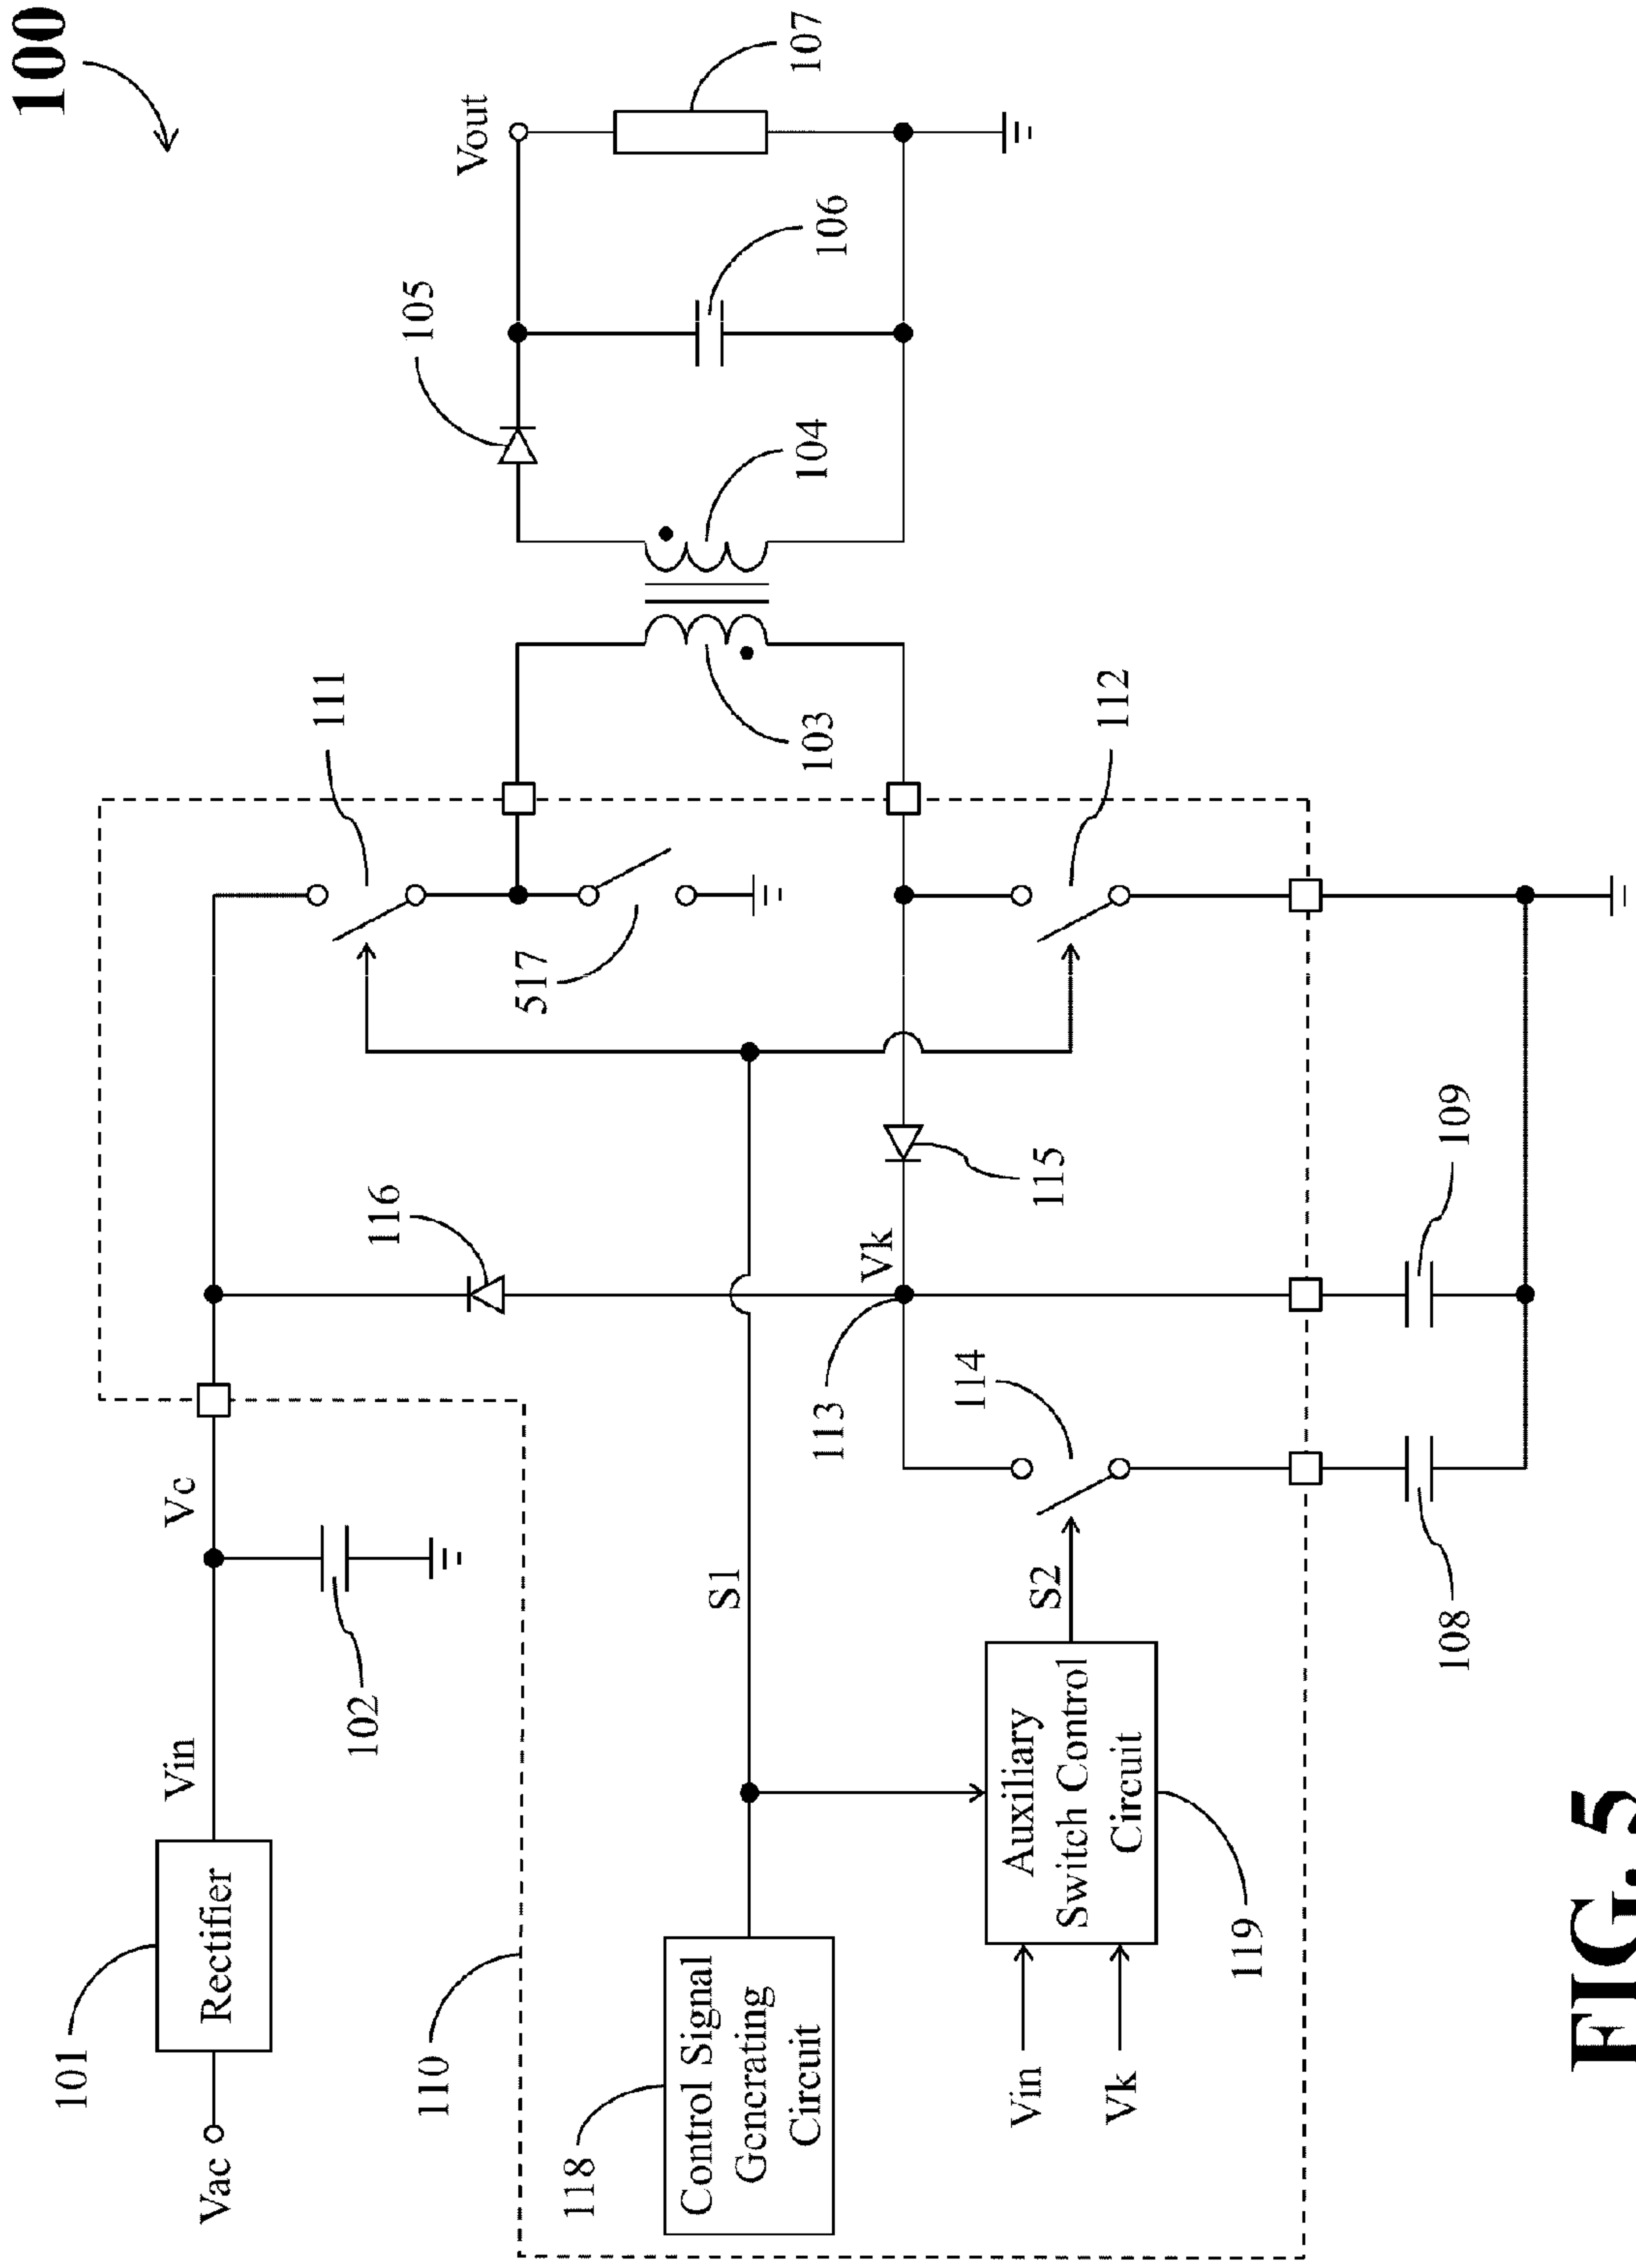 100
Vac
101
Rectifier
Vin
102
Vc
110
116
111
517
105
Vout
106
107
103
104
118
Control Signal
Generating
Circuit
S1
Vin
Vk
Auxiliary
Switch Control
Circuit
119
S2
114
113
Vk
115
112
108
109
FIG. 5